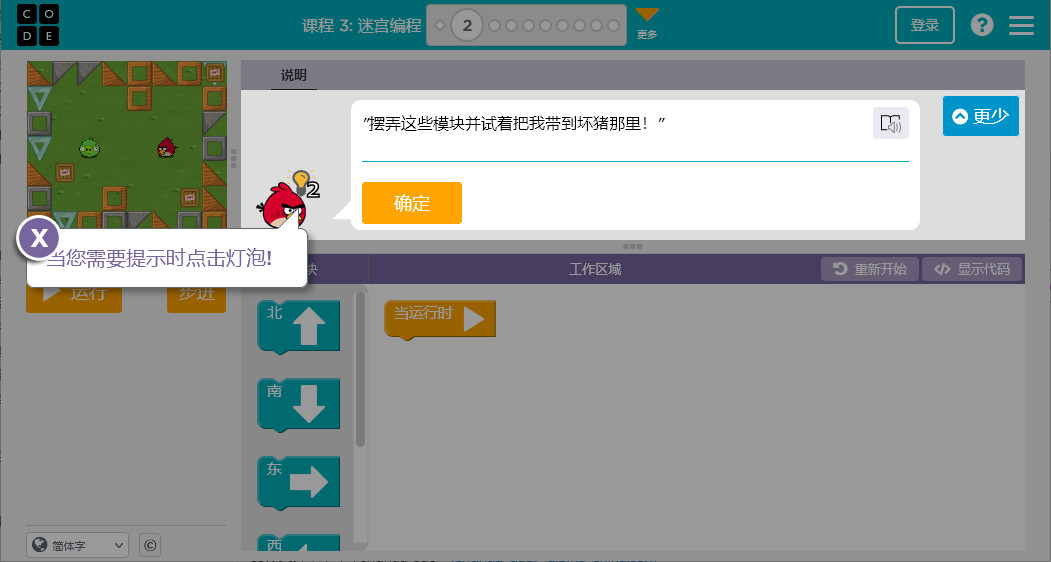 C O
D E
课程 3: 迷宫编程
2
更多
登录
?
说明
"摆弄这些模块并试着把我带到坏猪那里！"
更少
2
确定
X
当您需要提示时点击灯泡!
运行
步进
块
工作区域
重新开始
显示代码
北
当运行时
南
东
西
简体字
©